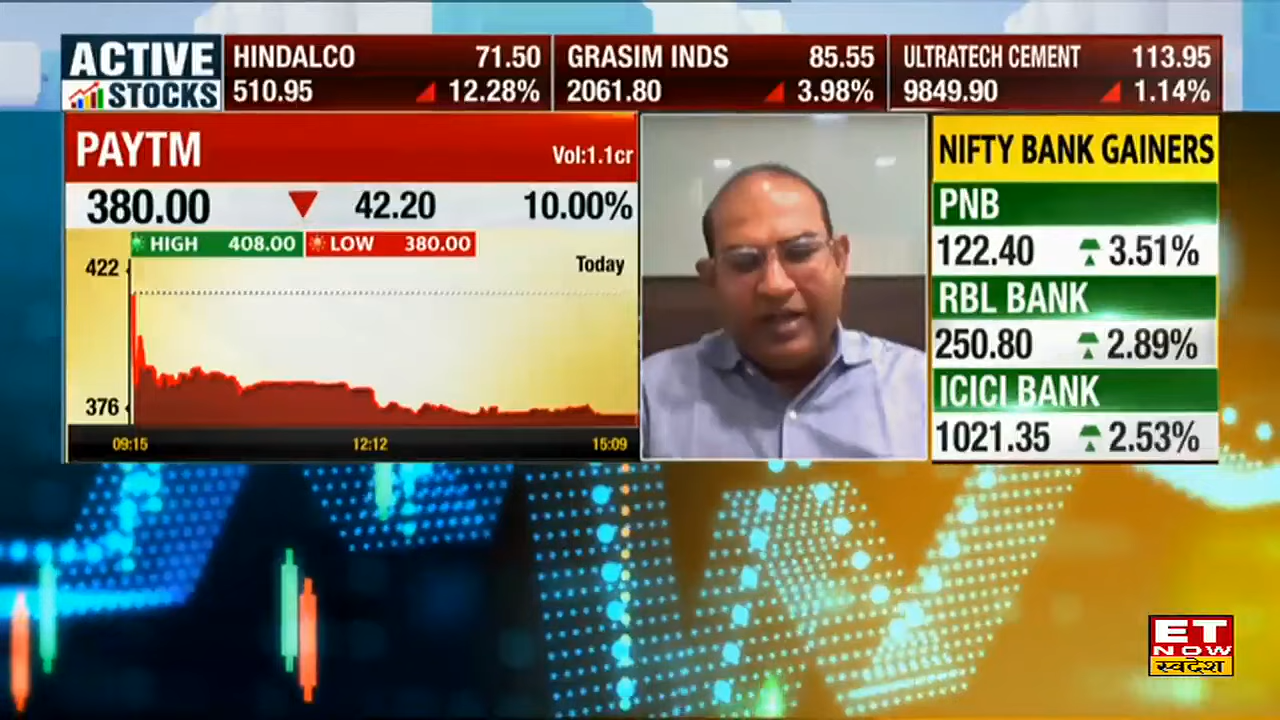 ACTIVE
STOCKS
HINDALCO 71.50
510.95 12.28%
GRASIM INDS 85.55
2061.80 3.98%
ULTRATECH CEMENT 113.95
9849.90 1.14%
PAYTM Vol:1.1cr
380.00 42.20 10.00%
HIGH 408.00 LOW 380.00
Today
422
376
09:15 12:12 15:09
NIFTY BANK GAINERS
PNB
122.40 3.51%
RBL BANK
250.80 2.89%
ICICI BANK
1021.35 2.53%
ET
NOW
स्वदेश